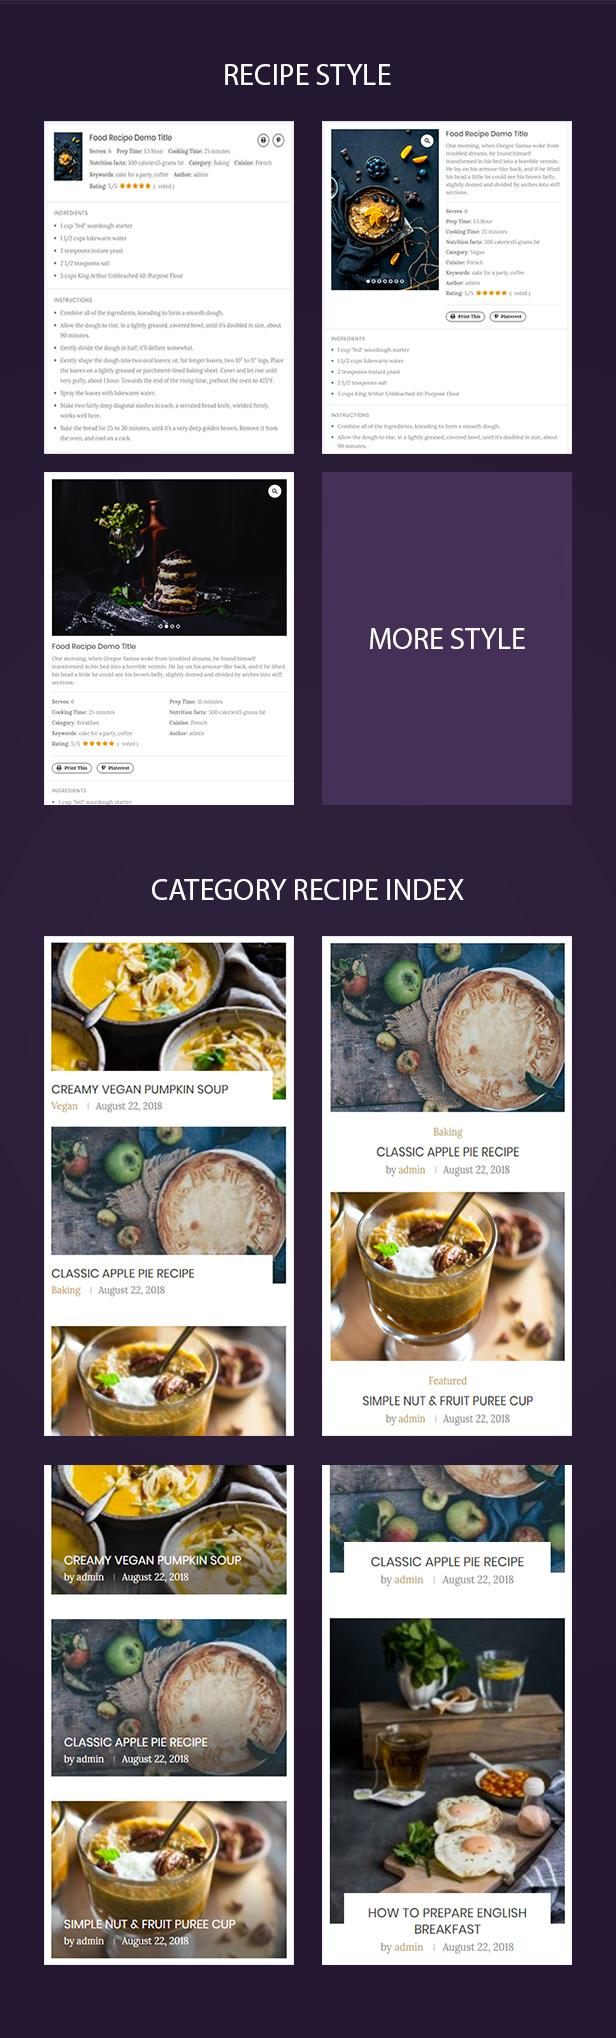 RECIPE STYLE
Food Recipe Demo Title
Serves: 6 Prep Time: 1.5 Hour Cooking Time: 25 minutes
Nutrition facts: 300 calories15 grams fat Category: Baking Cuisine: French
Keywords: cake for a party, coffee Author: admin
Rating: 5/5 ★★★★★ ( voted )
INGREDIENTS
• 1 cup "fed" sourdough starter
• 1 1/2 cups lukewarm water
• 2 teaspoons instant yeast
• 2 1/2 teaspoons salt
• 5 cups King Arthur Unbleached All-Purpose Flour
INSTRUCTIONS
• Combine all of the ingredients, kneading to form a smooth dough.
• Allow the dough to rise, in a lightly greased, covered bowl, until it's doubled in size, about
90 minutes.
• Gently divide the dough in half; it'll deflate somewhat.
• Gently shape the dough into two oval loaves; or, for longer loaves, two 10" to 11" logs. Place
the loaves on a lightly greased or parchment-lined baking sheet. Cover and let rise until
very puffy, about 1 hour. Towards the end of the rising time, preheat the oven to 425°F.
• Spray the loaves with lukewarm water.
• Make two fairly deep diagonal slashes in each; a serrated bread knife, wielded firmly,
works well here.
• Bake the bread for 25 to 30 minutes, until it's a very deep golden brown. Remove it from
the oven, and cool on a rack.
Food Recipe Demo Title
One morning, when Gregor Samsa woke from
troubled dreams, he found himself
transformed in his bed into a horrible vermin.
He lay on his armour-like back, and if he lifted
his head a little he could see his brown belly,
slightly domed and divided by arches into stiff
sections.
Serves: 6
Prep Time: 1.5 Hour
Cooking Time: 25 minutes
Nutrition facts: 300 calories15 grams fat
Category: Vegan
Cuisine: French
Keywords: cake for a party, coffee
Author: admin
Rating: 5/5 ★★★★★ ( voted )
Print This Pinterest
INGREDIENTS
• 1 cup "fed" sourdough starter
• 1 1/2 cups lukewarm water
• 2 teaspoons instant yeast
• 2 1/2 teaspoons salt
• 5 cups King Arthur Unbleached All-Purpose Flour
INSTRUCTIONS
• Combine all of the ingredients, kneading to form a smooth dough.
• Allow the dough to rise, in a lightly greased, covered bowl, until it's doubled in size, about
90 minutes.
Food Recipe Demo Title
One morning, when Gregor Samsa woke from troubled dreams, he found himself
transformed in his bed into a horrible vermin. He lay on his armour-like back, and if he lifted
his head a little he could see his brown belly, slightly domed and divided by arches into stiff
sections.
Serves: 6 Prep Time: 15 minutes
Cooking Time: 25 minutes Nutrition facts: 300 calories15 grams fat
Category: Breakfast Cuisine: French
Keywords: cake for a party, coffee Author: admin
Rating: 5/5 ★★★★★ ( voted )
Print This Pinterest
INGREDIENTS
• 1 cup "fed" sourdough starter
MORE STYLE
CATEGORY RECIPE INDEX
CREAMY VEGAN PUMPKIN SOUP
Vegan | August 22, 2018
CLASSIC APPLE PIE RECIPE
Baking | August 22, 2018
Baking
CLASSIC APPLE PIE RECIPE
by admin | August 22, 2018
Featured
SIMPLE NUT & FRUIT PUREE CUP
by admin | August 22, 2018
CREAMY VEGAN PUMPKIN SOUP
by admin | August 22, 2018
CLASSIC APPLE PIE RECIPE
by admin | August 22, 2018
SIMPLE NUT & FRUIT PUREE CUP
by admin | August 22, 2018
CLASSIC APPLE PIE RECIPE
by admin | August 22, 2018
HOW TO PREPARE ENGLISH
BREAKFAST
by admin | August 22, 2018